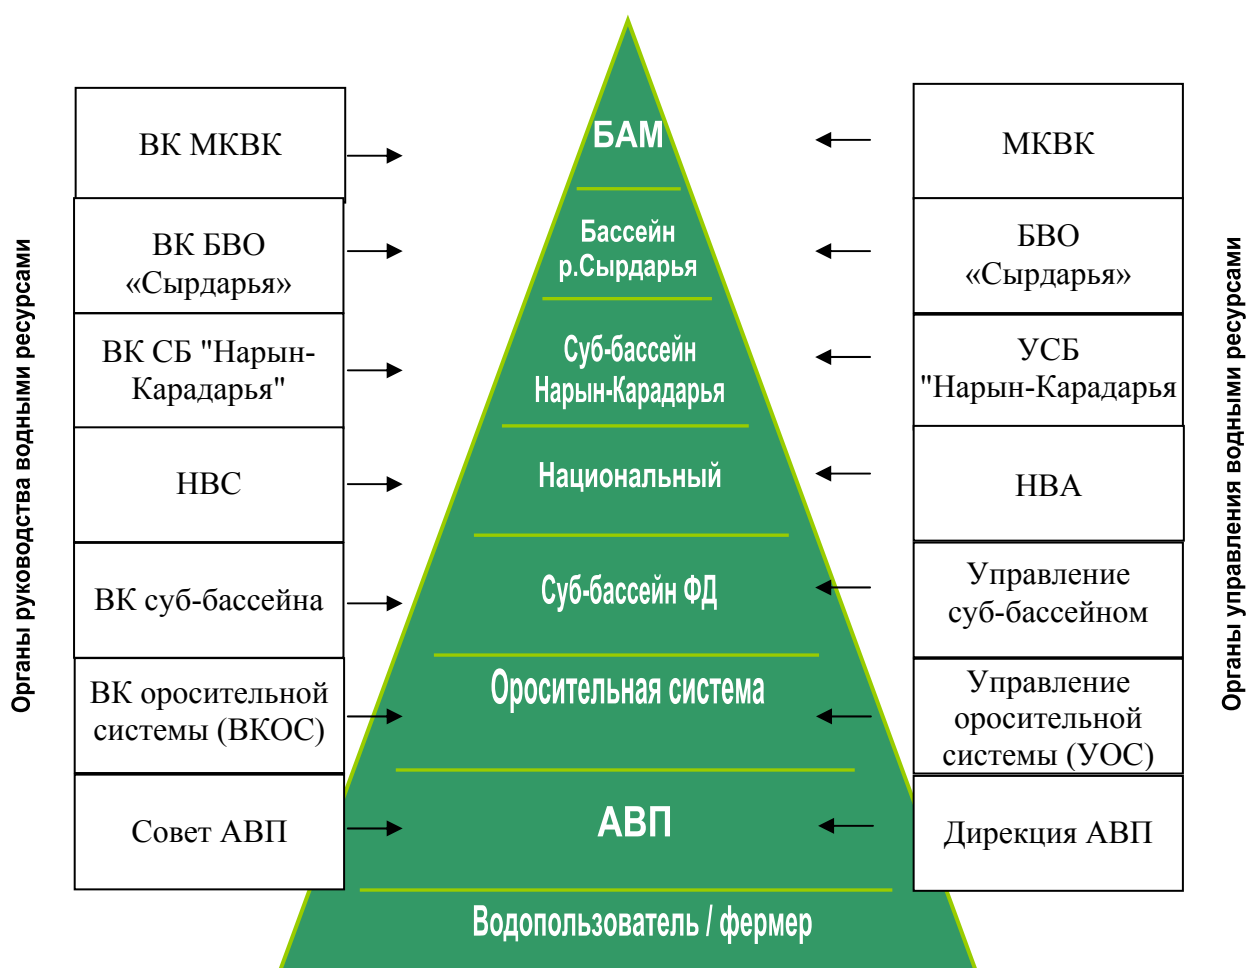 Органы руководства водными ресурсами
ВК МКВК
БАМ
МКВК
ВК БВО
«Сырдарья»
Бассейн
р.Сырдарья
БВО
«Сырдарья»
ВК СБ "Нарын-
Карадарья"
Суб-бассейн
Нарын-Карадарья
УСБ
"Нарын-Карадарья
НВС
Национальный
НВА
ВК суб-бассейна
Суб-бассейн ФД
Управление
суб-бассейном
ВК оросительной
системы (ВКОС)
Оросительная система
Управление
оросительной
системы (УОС)
Совет АВП
АВП
Дирекция АВП
Водопользователь / фермер
Органы управления водными ресурсами